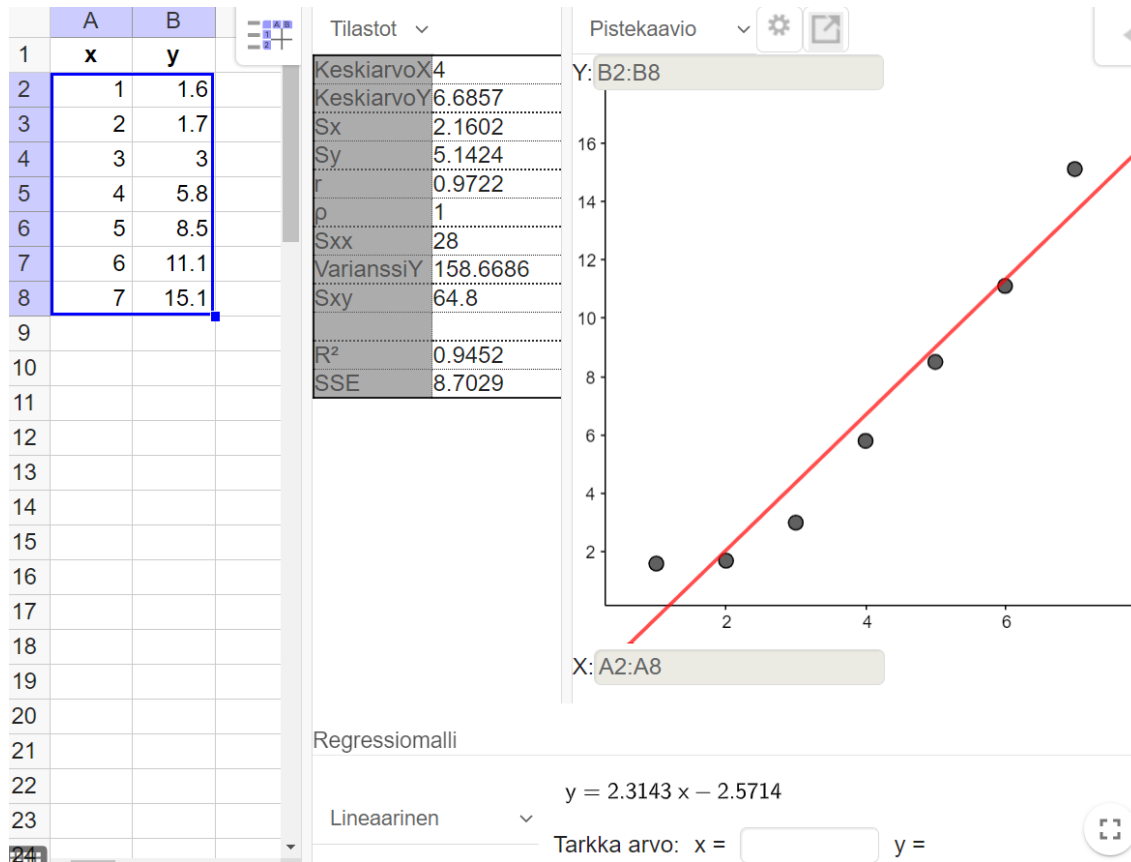 A B
Tilastot
Pistekaavio
1 x y
KeskiarvoX 4
Y: B2:B8
2 1 1.6
KeskiarvoY 6.6857
3 2 1.7
Sx 2.1602
4 3 3
Sy 5.1424
5 4 5.8
r 0.9722
6 5 8.5
ρ 1
7 6 11.1
Sxx 28
8 7 15.1
VarianssiY 158.6686
Sxy 64.8
R² 0.9452
SSE 8.7029
9
10
11
12
13
14
15
16
17
18
19
20
21
22
23
24
16
14
12
10
8
6
4
2
2 4 6
X: A2:A8
Regressiomalli
y = 2.3143 x − 2.5714
Lineaarinen
Tarkka arvo: x = y =